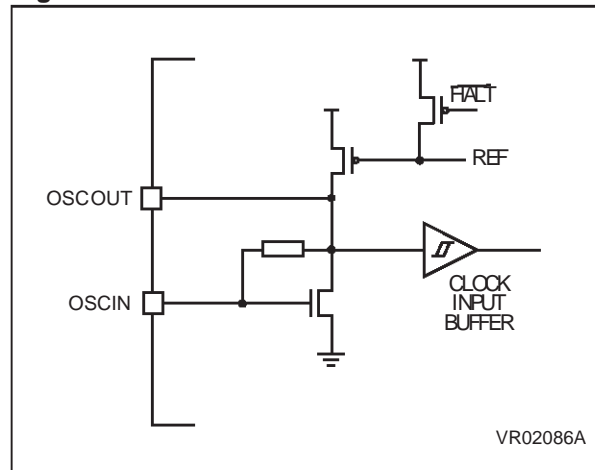 HALT
REF
OSCOUT
OSCIN
CLOCK
INPUT
BUFFER
VR02086A